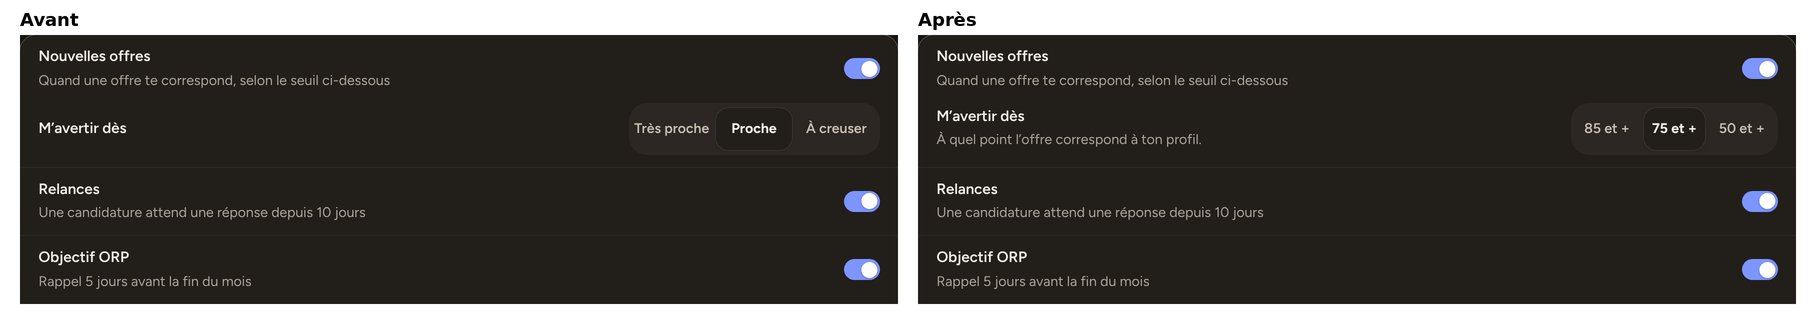 Avant
Nouvelles offres
Quand une offre te correspond, selon le seuil ci-dessous
M’avertir dès
Très proche
Proche
À creuser
Relances
Une candidature attend une réponse depuis 10 jours
Objectif ORP
Rappel 5 jours avant la fin du mois
Après
Nouvelles offres
Quand une offre te correspond, selon le seuil ci-dessous
M’avertir dès
À quel point l’offre correspond à ton profil.
85 et +
75 et +
50 et +
Relances
Une candidature attend une réponse depuis 10 jours
Objectif ORP
Rappel 5 jours avant la fin du mois